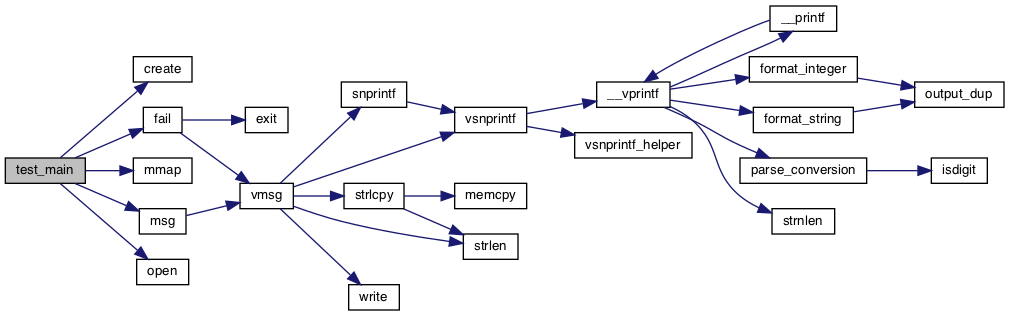 test_main
create
fail
mmap
msg
open
exit
vmsg
snprintf
strlcpy
write
vsnprintf
memcpy
strlen
__vprintf
vsnprintf_helper
__printf
format_integer
format_string
parse_conversion
strnlen
output_dup
isdigit